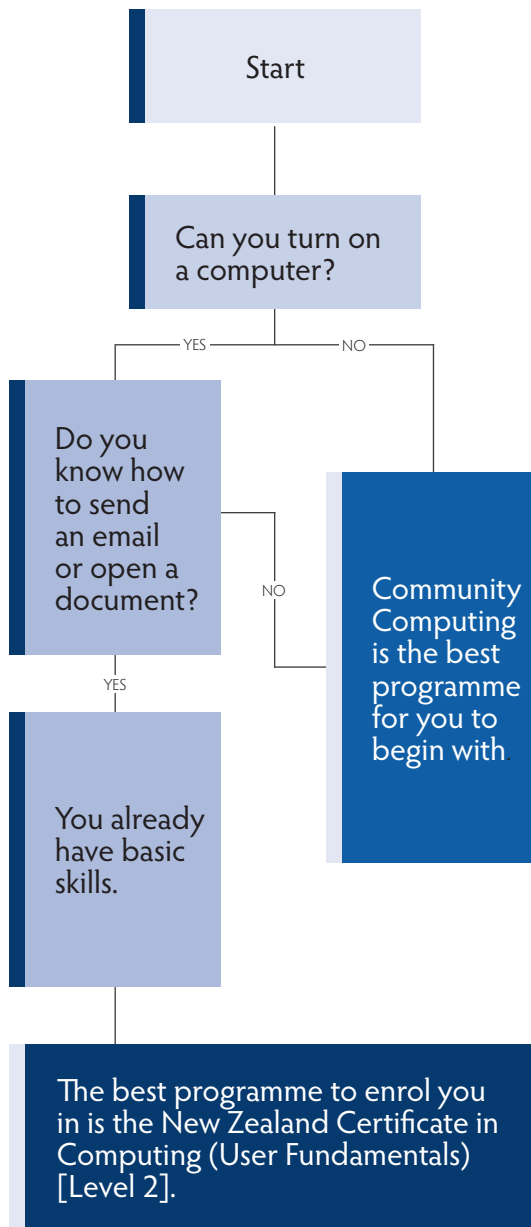 Start
Can you turn on
a computer?
YES
NO
Do you
know how
to send
an email
or open a
document?
NO
Community
Computing
is the best
programme
for you to
begin with.
YES
You already
have basic
skills.
The best programme to enrol you
in is the New Zealand Certificate in
Computing (User Fundamentals)
[Level 2].